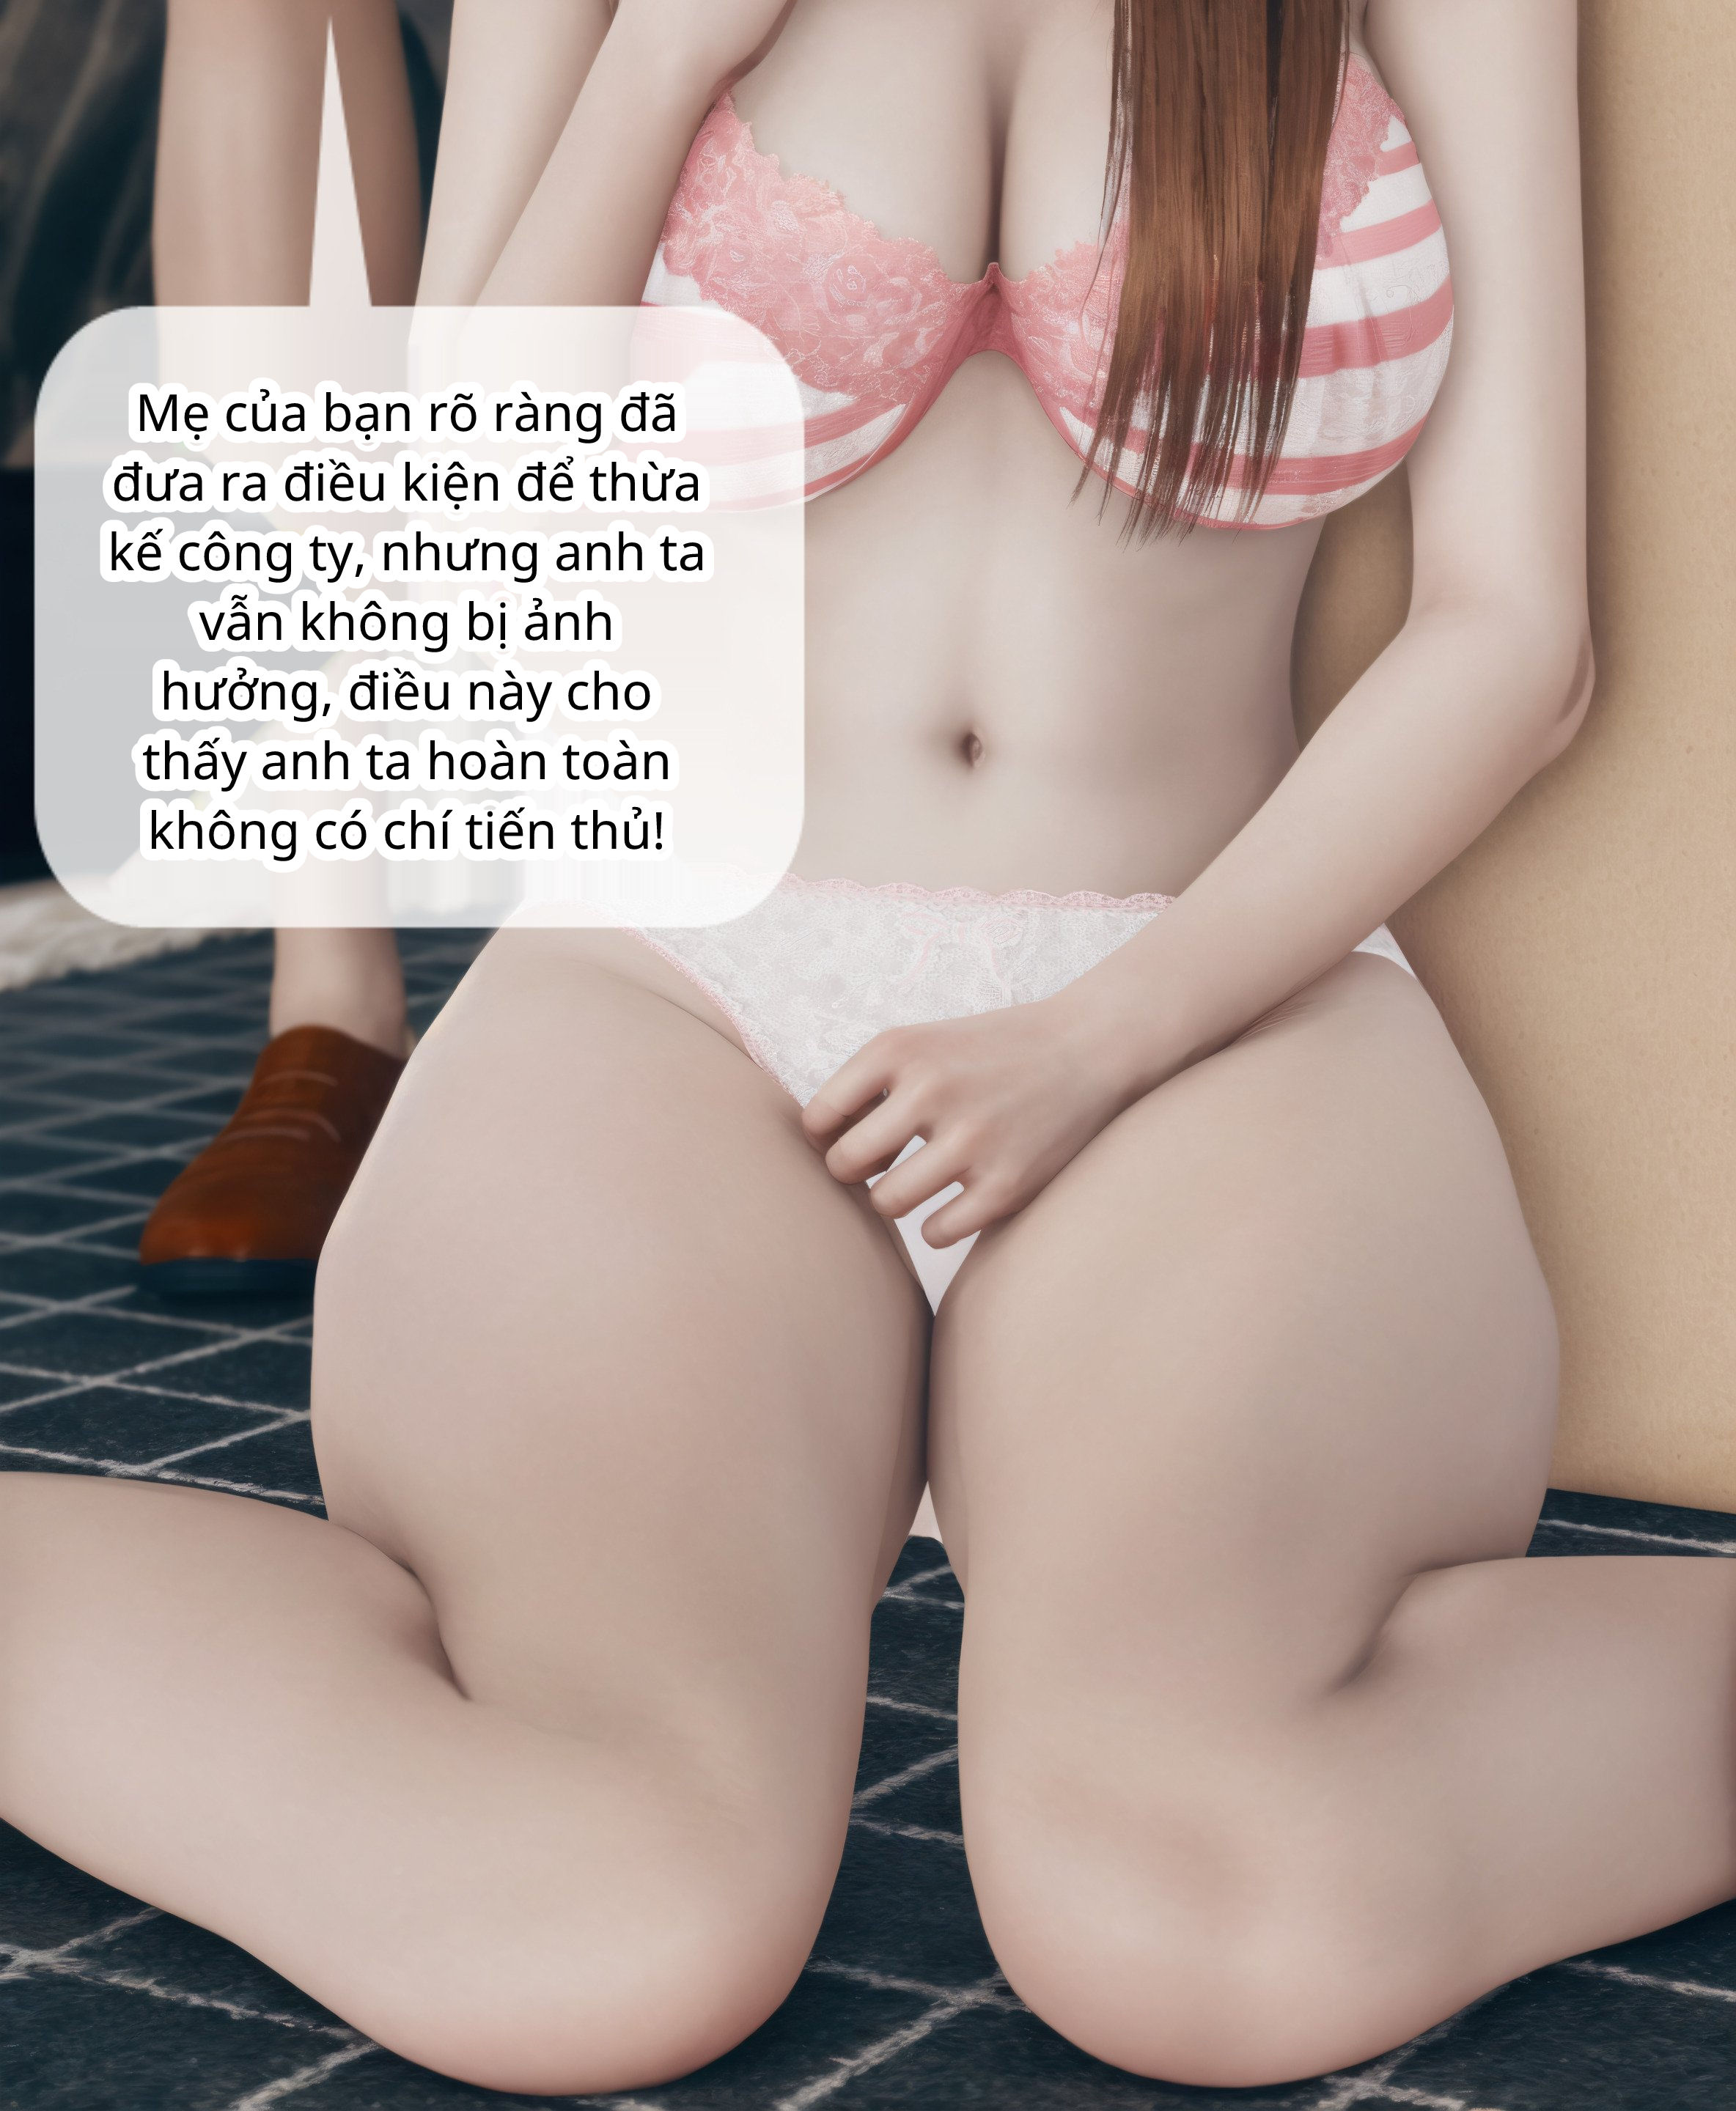 Mẹ của bạn rõ ràng đã
đưa ra điều kiện để thừa
kế công ty, nhưng anh ta
vẫn không bị ảnh
hưởng, điều này cho
thấy anh ta hoàn toàn
không có chí tiến thủ!